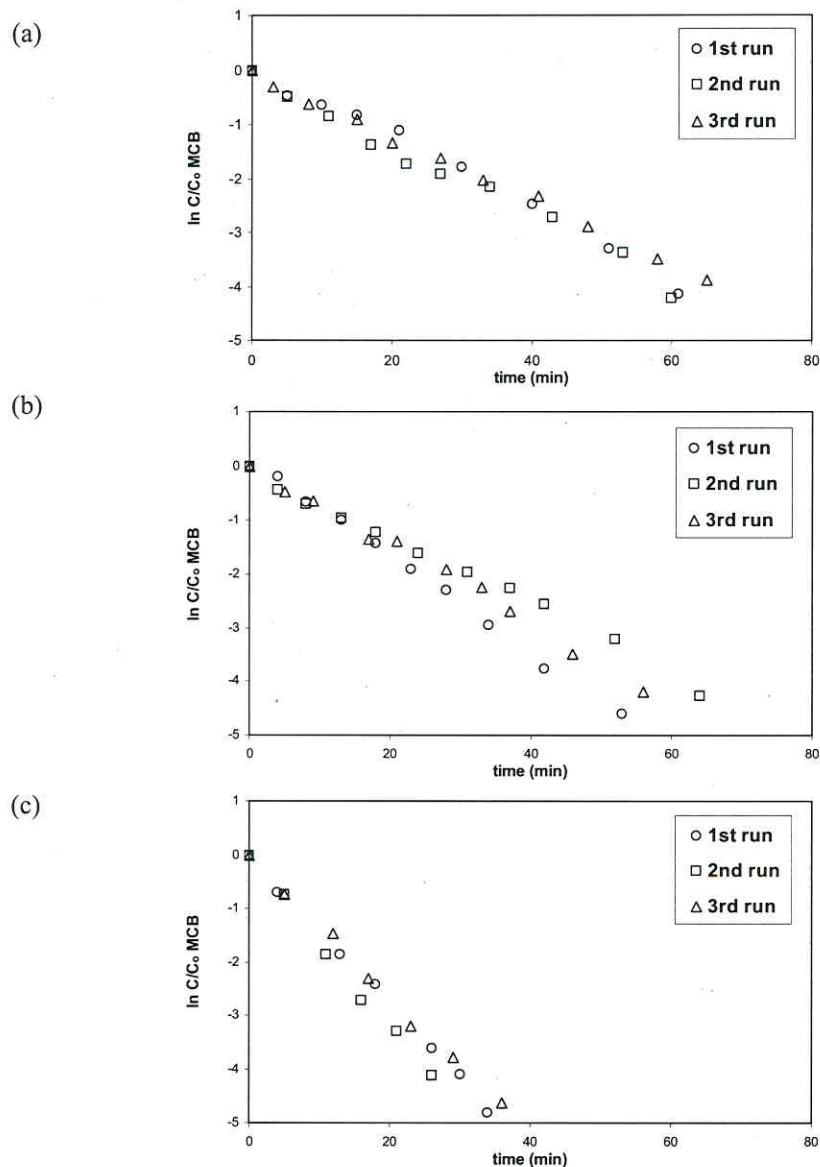 (a)
1
0
-1
-2
-3
-4
-5
ln C/C₀ MCB
0 20 40 60 80
time (min)
1st run
2nd run
3rd run
(b)
1
0
-1
-2
-3
-4
-5
ln C/C₀ MCB
0 20 40 60 80
time (min)
1st run
2nd run
3rd run
(c)
1
0
-1
-2
-3
-4
-5
ln C/C₀ MCB
0 20 40 60 80
time (min)
1st run
2nd run
3rd run